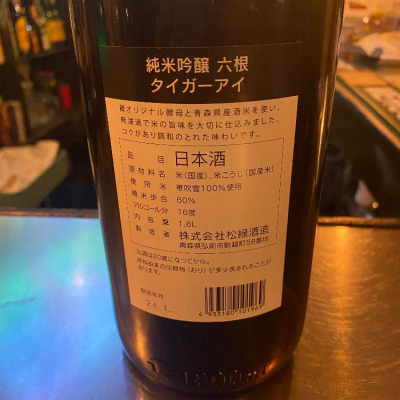 純米吟醸 六根
タイガーアイ
蔵オリジナル酵母と青森県産酒米を使い、
無濾過で米の旨味を大切に仕込みました。
コクがあり調和のとれた味わいです。
品目 日本酒
原材料名 米(国産)、米こうじ(国産米)
使用米 華吹雪100%使用
精米歩合 60%
アルコール分 16度
内容量 1.8L
製造者 株式会社松緑酒造
青森県弘前市駒越町58番地
お酒は20歳になってから。
原料由来の沈殿物(おり)が多少含まれることが
あります。
製造年月
24.1.
4 933180 101969